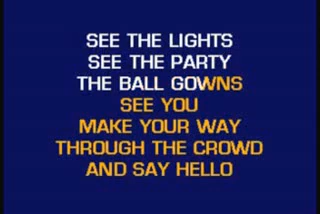 SEE THE LIGHTS
SEE THE PARTY
THE BALL GOWNS
SEE YOU
MAKE YOUR WAY
THROUGH THE CROWD
AND SAY HELLO